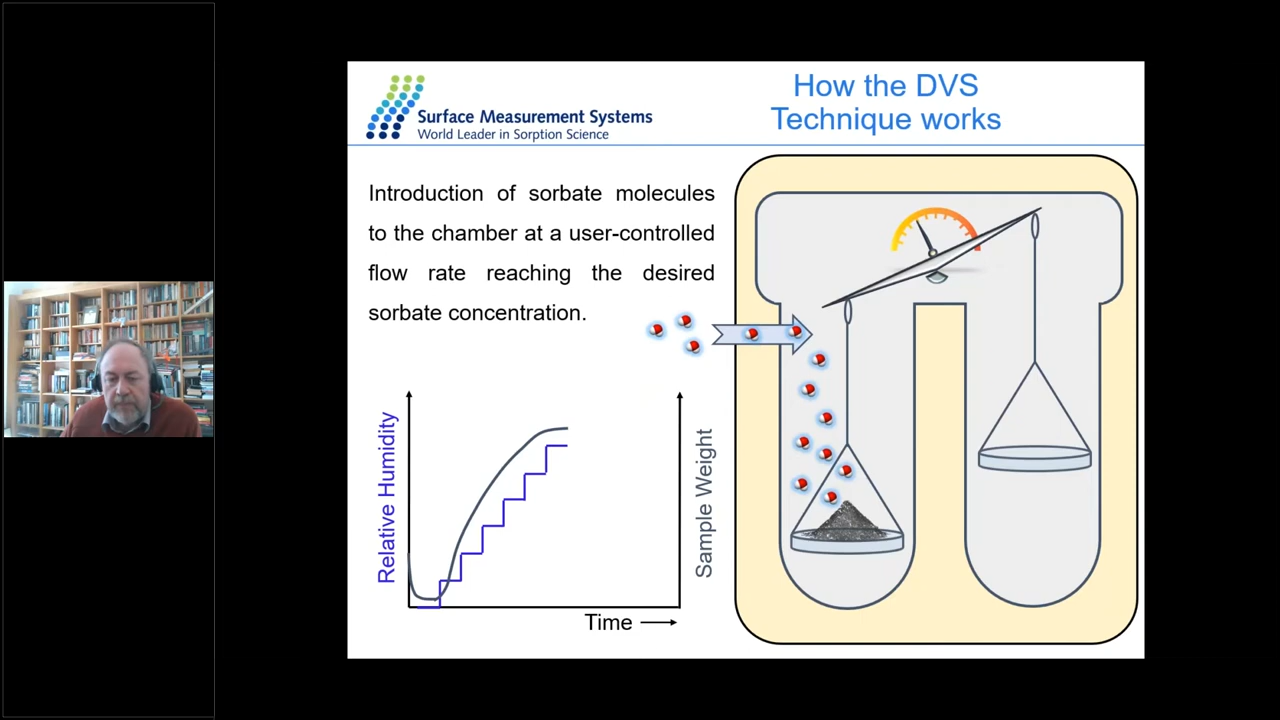 Surface Measurement Systems
World Leader in Sorption Science
How the DVS
Technique works
Introduction of sorbate molecules
to the chamber at a user-controlled
flow rate reaching the desired
sorbate concentration.
Relative Humidity
Sample Weight
Time